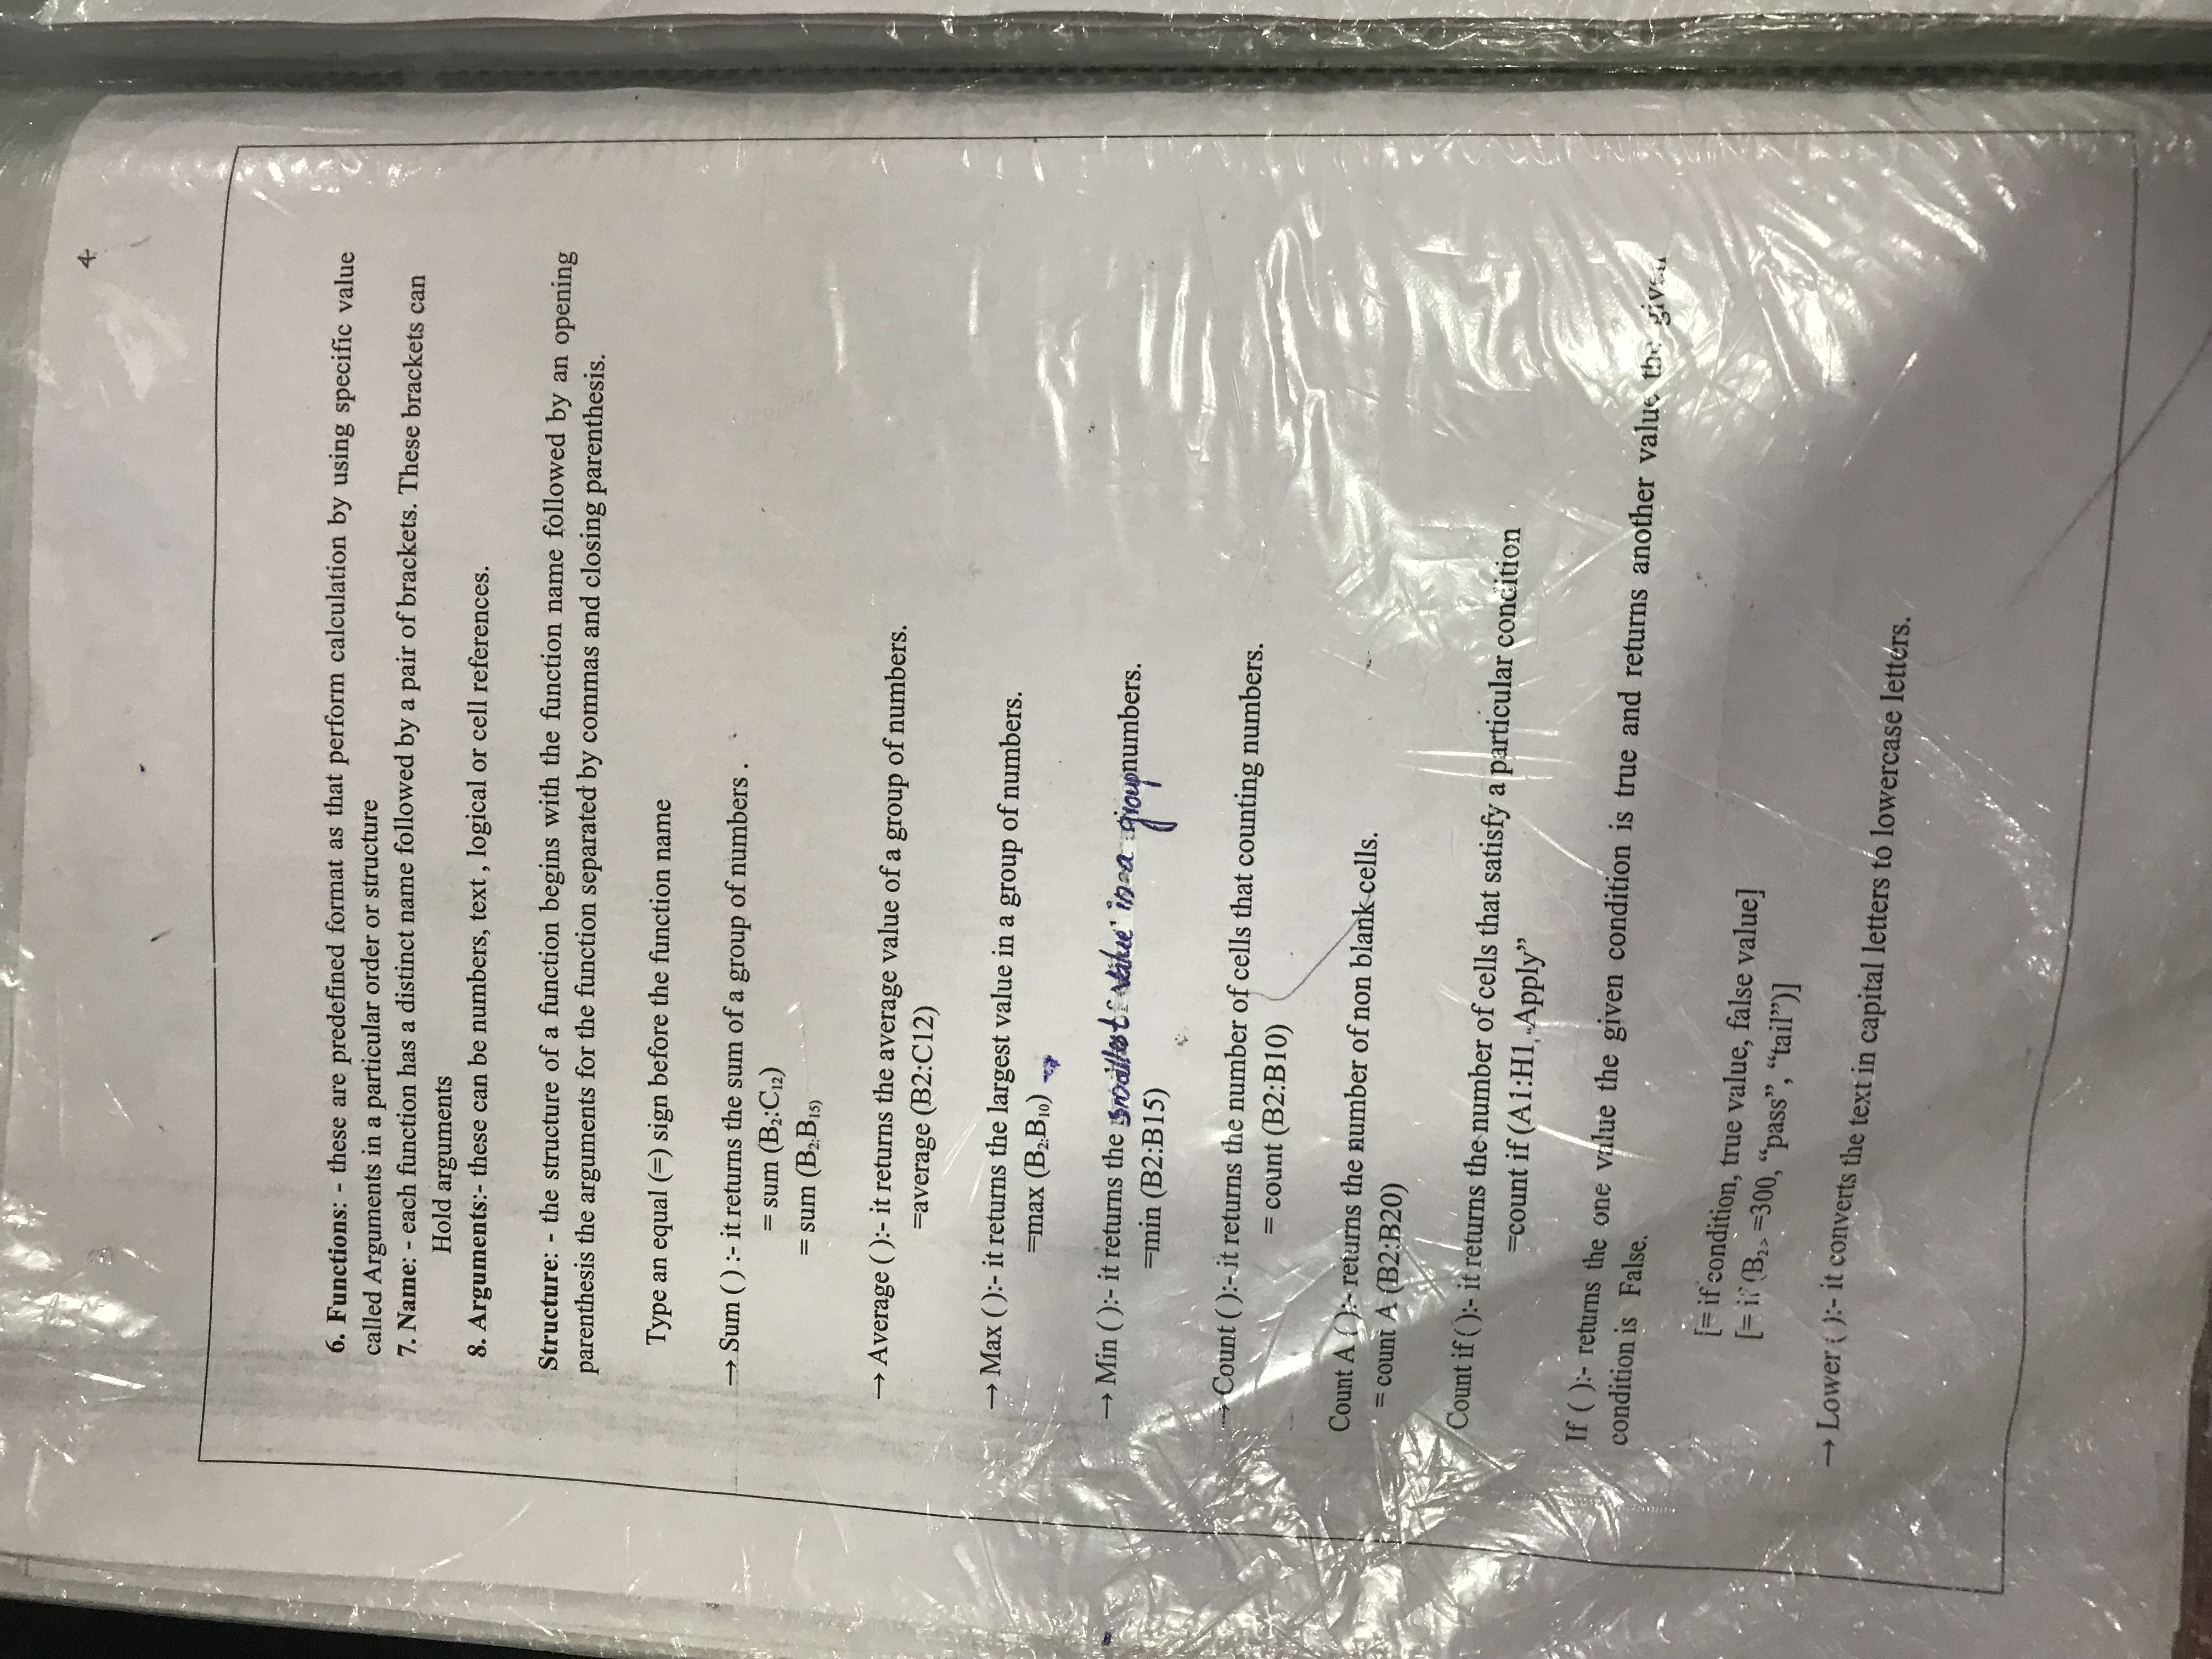 4
6. Functions: - these are predefined format as that perform calculation by using specific value
called Arguments in a particular order or structure
7. Name: - each function has a distinct name followed by a pair of brackets. These brackets can
Hold arguments
8. Arguments:- these can be numbers, text , logical or cell references.
Structure: - the structure of a function begins with the function name followed by an opening
parenthesis the arguments for the function separated by commas and closing parenthesis.
Type an equal (=) sign before the function name
→ Sum ( ) :- it returns the sum of a group of numbers .
= sum (B₂:C₁₂)
= sum (B₂:B₁₅)
→ Average ( ):- it returns the average value of a group of numbers.
=average (B2:C12)
→ Max ( ):- it returns the largest value in a group of numbers.
=max (B₂:B₁₀)
→ Min ( ):- it returns the smallest value in a group numbers.
=min (B2:B15)
→ Count ( ):- it returns the number of cells that counting numbers.
= count (B2:B10)
Count A ( ):- returns the number of non blank cells.
= count A (B2:B20)
Count if ( ):- it returns the number of cells that satisfy a particular condition
=count if (A1:H1, “Apply”
If ( ):- returns the one value the given condition is true and returns another value the given
condition is False.
[= if condition, true value, false value]
[= if (B₂> =300, “pass”, “tail”)]
→ Lower ( ):- it converts the text in capital letters to lowercase letters.